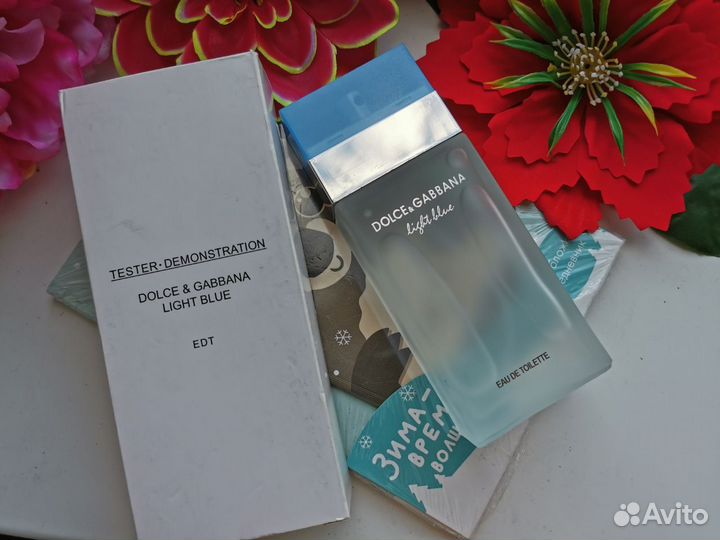 TESTER·DEMONSTRATION
DOLCE & GABBANA
LIGHT BLUE
EDT
DOLCE&GABBANA
light blue
EAU DE TOILETTE
ЗИМА–
ВРЕМ
ВОЛШ
Avito